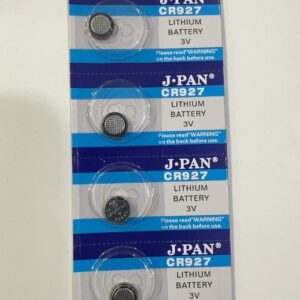 J·PAN
CR927
LITHIUM
BATTERY
3V
Please read"WARNING"
on the back before use.
J·PAN®
CR927
LITHIUM
BATTERY
3V
Please read"WARNING"
on the back before use.
J·PAN®
CR927
LITHIUM
BATTERY
3V
Please read"WARNING"
on the back before use.
J·PAN®
CR927
LITHIUM
BATTERY
3V